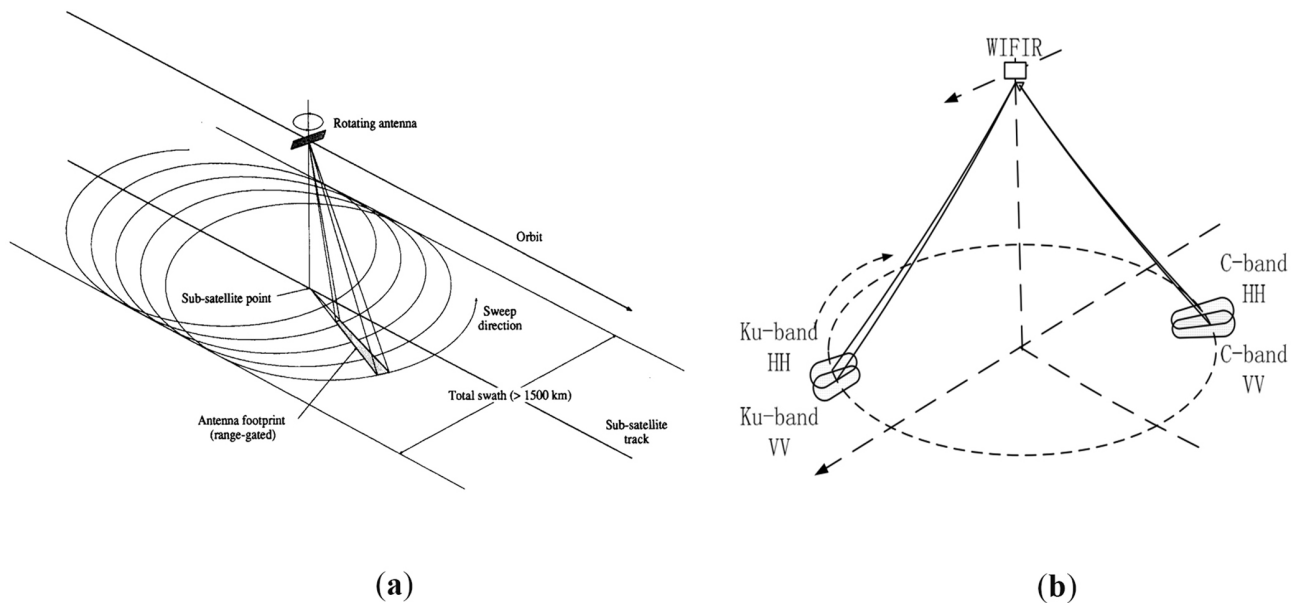 Rotating antenna
Orbit
Sub-satellite point
Sweep
direction
Total swath (> 1500 km)
Antenna footprint
(range-gated)
Sub-satellite
track
(a)
WIFIR
C-band
HH
Ku-band
HH
C-band
VV
Ku-band
VV
(b)